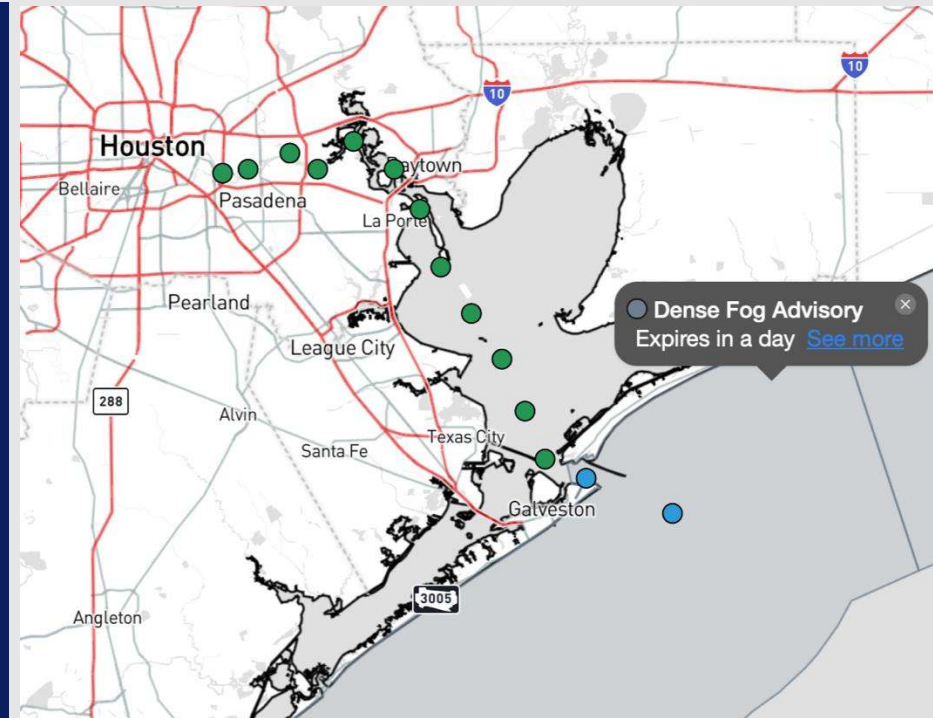 10
10
Houston
Baytown
Bellaire
Pasadena
La Porte
Pearland
Dense Fog Advisory
Expires in a day See more
League City
288
Alvin
Texas City
Santa Fe
Galveston
3005
Angleton